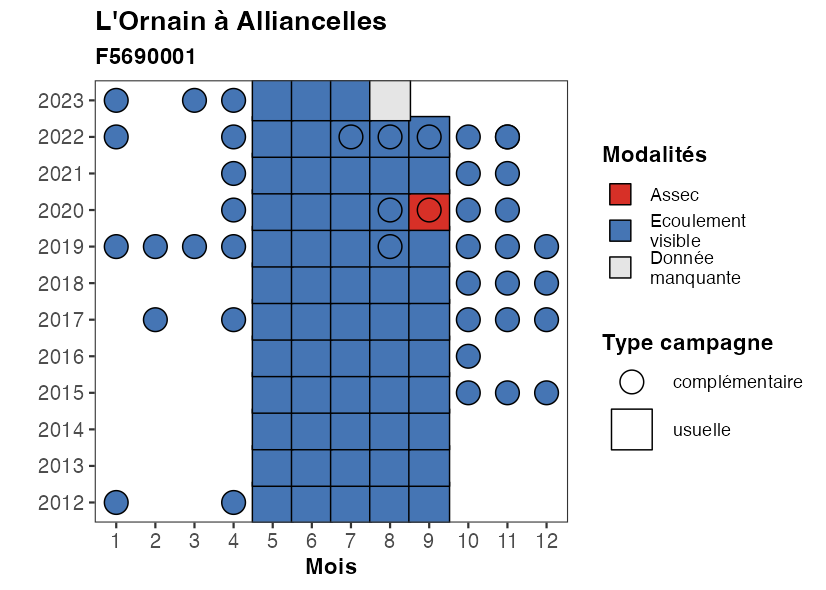 L'Ornain à Alliancelles
F5690001
2023
2022
2021
2020
2019
2018
2017
2016
2015
2014
2013
2012
1 2 3 4 5 6 7 8 9 10 11 12
Mois
Modalités
Assec
Ecoulement
visible
Donnée
manquante
Type campagne
complémentaire
usuelle